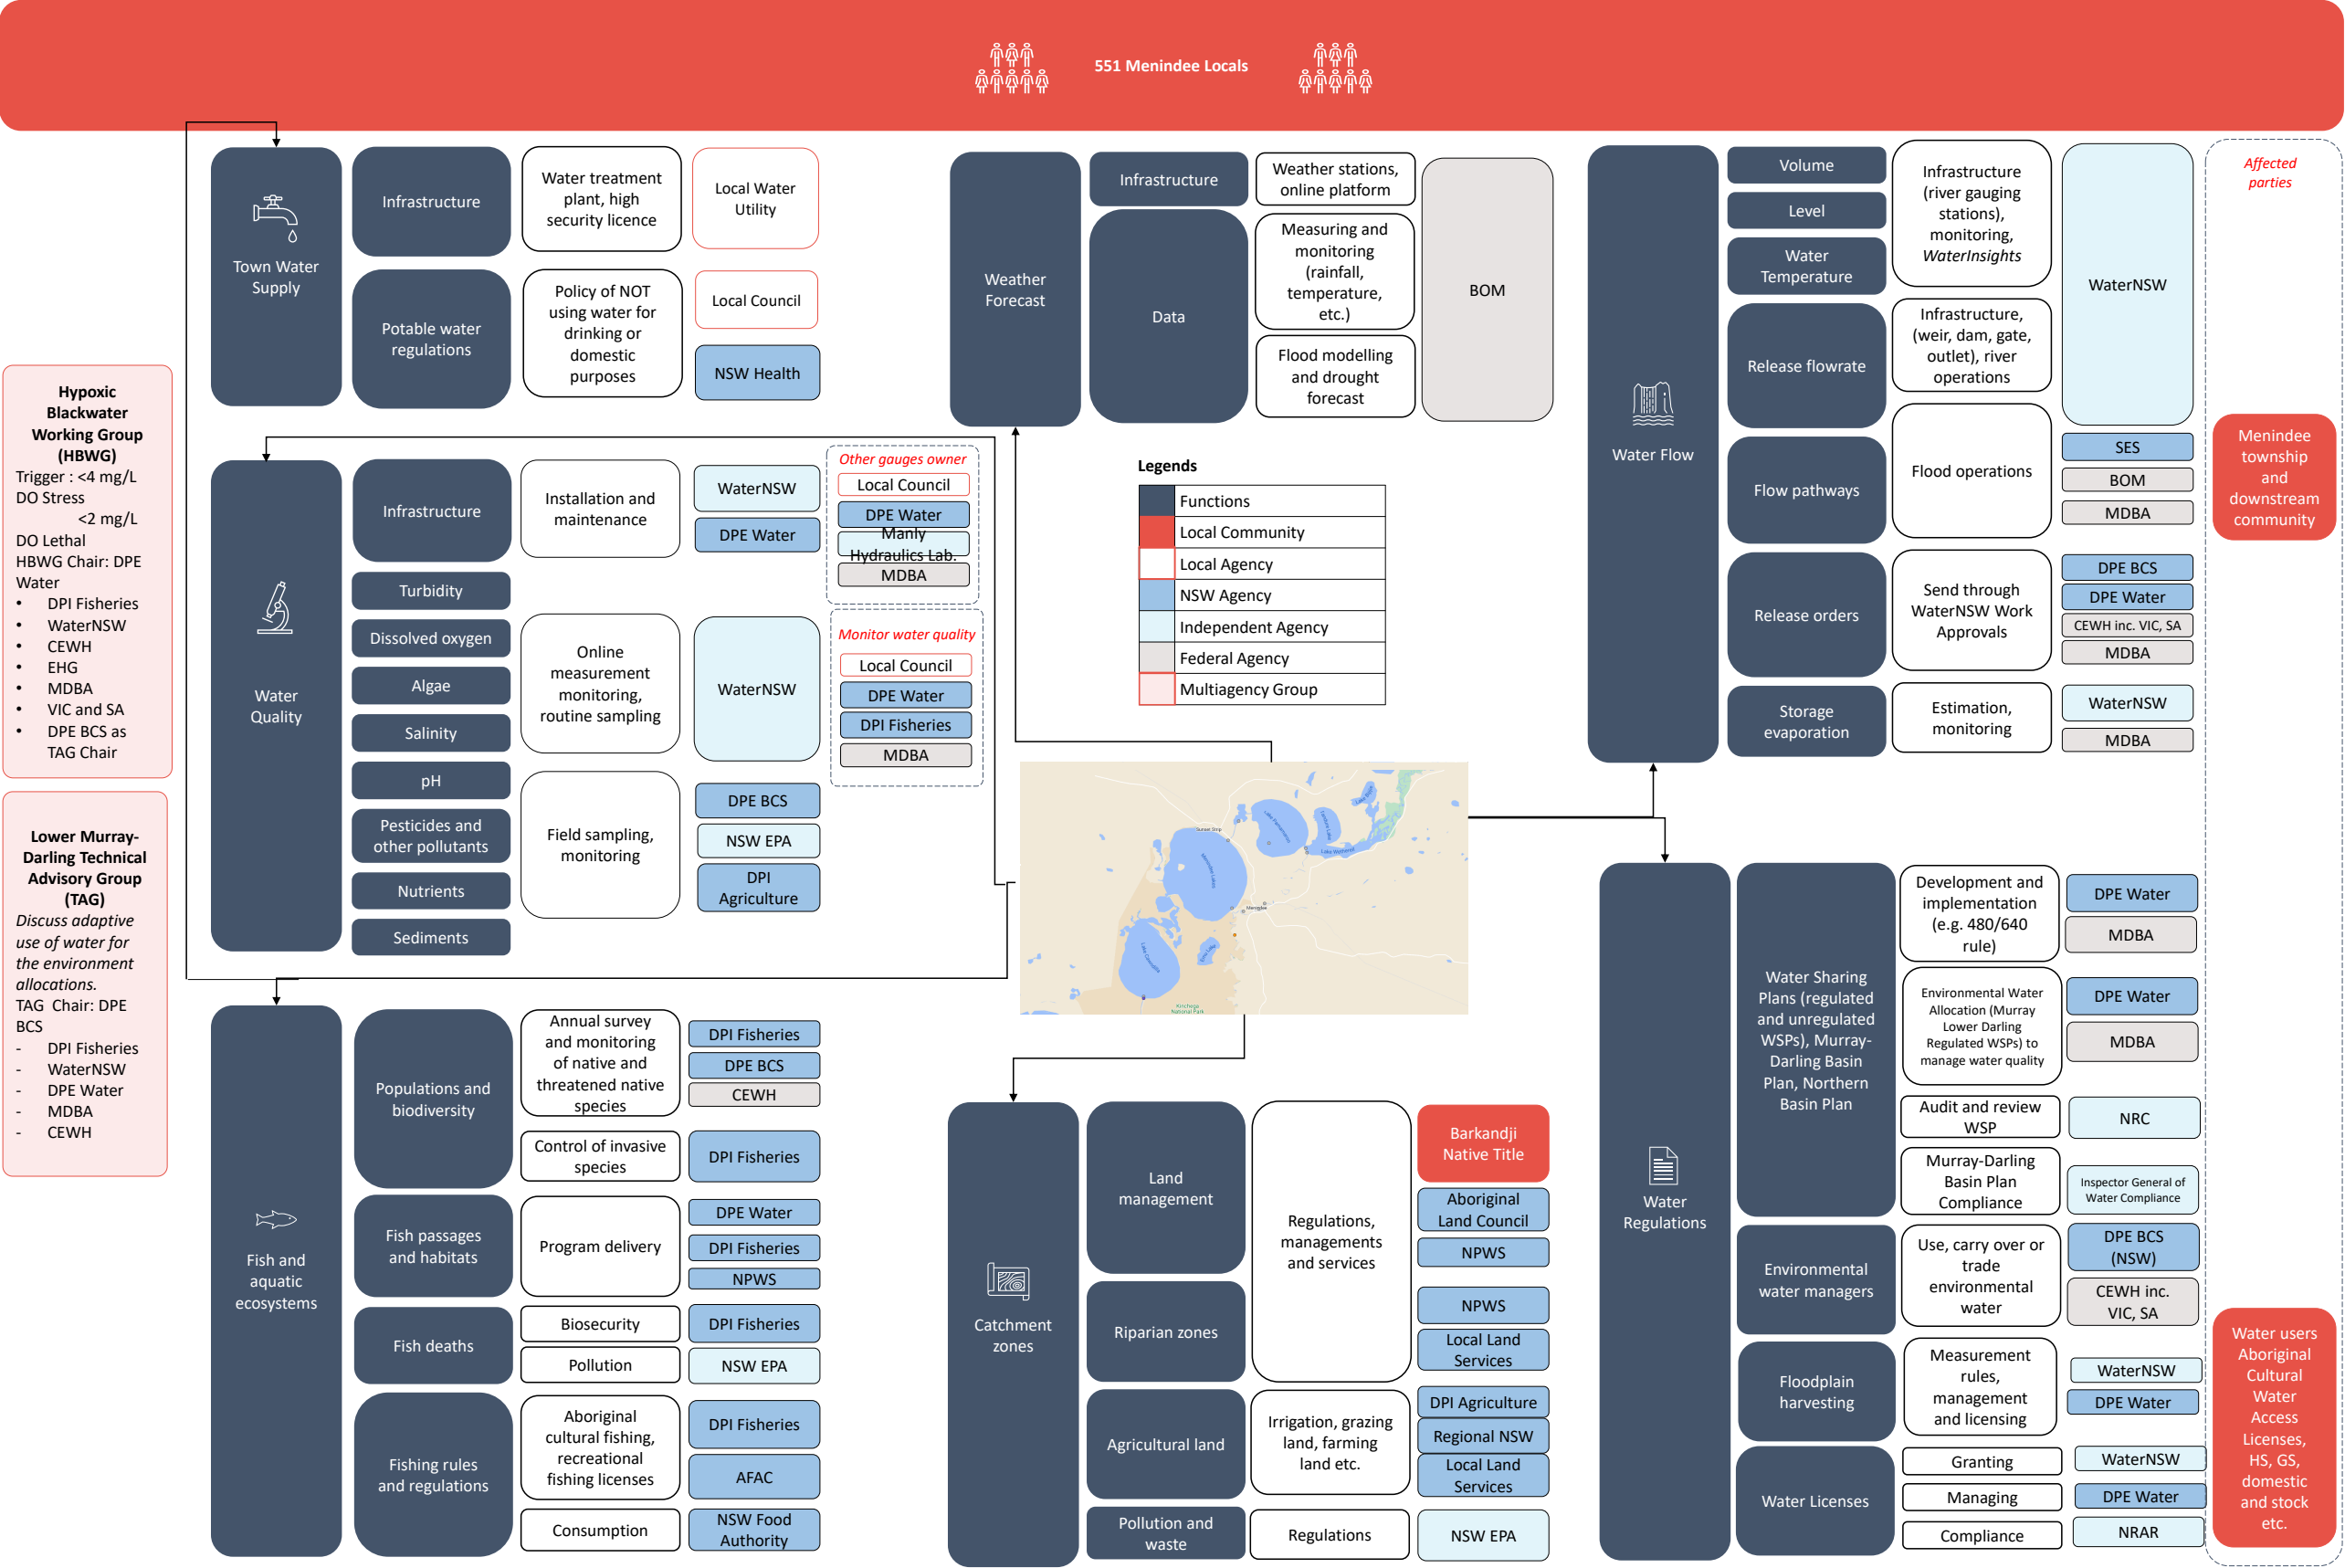 551 Menindee Locals
Town Water
Supply
Infrastructure
Water treatment
plant, high
security licence
Local Water
Utility
Potable water
regulations
Policy of NOT
using water for
drinking or
domestic
purposes
Local Council
NSW Health
Weather
Forecast
Infrastructure
Weather stations,
online platform
Data
Measuring and
monitoring
(rainfall,
temperature,
etc.)
Flood modelling
and drought
forecast
BOM
Water Flow
Volume
Level
Water
Temperature
Infrastructure
(river gauging
stations),
monitoring,
WaterInsights
Release flowrate
Infrastructure,
(weir, dam, gate,
outlet), river
operations
WaterNSW
Flow pathways
Flood operations
SES
BOM
MDBA
Release orders
Send through
WaterNSW Work
Approvals
DPE BCS
DPE Water
CEWH inc. VIC, SA
MDBA
Storage
evaporation
Estimation,
monitoring
WaterNSW
MDBA
Affected
parties
Menindee
township
and
downstream
community
Water users
Aboriginal
Cultural
Water
Access
Licenses,
HS, GS,
domestic
and stock
etc.
Hypoxic
Blackwater
Working Group
(HBWG)
Trigger : <4 mg/L
DO Stress
<2 mg/L
DO Lethal
HBWG Chair: DPE
Water
• DPI Fisheries
• WaterNSW
• CEWH
• EHG
• MDBA
• VIC and SA
• DPE BCS as
TAG Chair
Lower Murray-
Darling Technical
Advisory Group
(TAG)
Discuss adaptive
use of water for
the environment
allocations.
TAG Chair: DPE
BCS
- DPI Fisheries
- WaterNSW
- DPE Water
- MDBA
- CEWH
Water
Quality
Infrastructure
Installation and
maintenance
WaterNSW
DPE Water
Other gauges owner
Local Council
DPE Water
Manly
Hydraulics Lab.
MDBA
Turbidity
Dissolved oxygen
Algae
Salinity
pH
Pesticides and
other pollutants
Nutrients
Sediments
Online
measurement
monitoring,
routine sampling
WaterNSW
Monitor water quality
Local Council
DPE Water
DPI Fisheries
MDBA
Field sampling,
monitoring
DPE BCS
NSW EPA
DPI
Agriculture
Legends
Functions
Local Community
Local Agency
NSW Agency
Independent Agency
Federal Agency
Multiagency Group
Sunset Strip
Menindee
Lake Wetherell
Kinchega
National Park
Fish and
aquatic
ecosystems
Populations and
biodiversity
Annual survey
and monitoring
of native and
threatened native
species
DPI Fisheries
DPE BCS
CEWH
Control of invasive
species
DPI Fisheries
Fish passages
and habitats
Program delivery
DPE Water
DPI Fisheries
NPWS
Fish deaths
Biosecurity
DPI Fisheries
Pollution
NSW EPA
Fishing rules
and regulations
Aboriginal
cultural fishing,
recreational
fishing licenses
DPI Fisheries
AFAC
Consumption
NSW Food
Authority
Catchment
zones
Land
management
Riparian zones
Regulations,
managements
and services
Barkandji
Native Title
Aboriginal
Land Council
NPWS
NPWS
Local Land
Services
Agricultural land
Irrigation, grazing
land, farming
land etc.
DPI Agriculture
Regional NSW
Local Land
Services
Pollution and
waste
Regulations
NSW EPA
Water
Regulations
Water Sharing
Plans (regulated
and unregulated
WSPs), Murray-
Darling Basin
Plan, Northern
Basin Plan
Development and
implementation
(e.g. 480/640
rule)
DPE Water
MDBA
Environmental Water
Allocation (Murray
Lower Darling
Regulated WSPs) to
manage water quality
DPE Water
MDBA
Audit and review
WSP
NRC
Murray-Darling
Basin Plan
Compliance
Inspector General of
Water Compliance
Environmental
water managers
Use, carry over or
trade
environmental
water
DPE BCS
(NSW)
CEWH inc.
VIC, SA
Floodplain
harvesting
Measurement
rules,
management
and licensing
WaterNSW
DPE Water
Water Licenses
Granting
WaterNSW
Managing
DPE Water
Compliance
NRAR